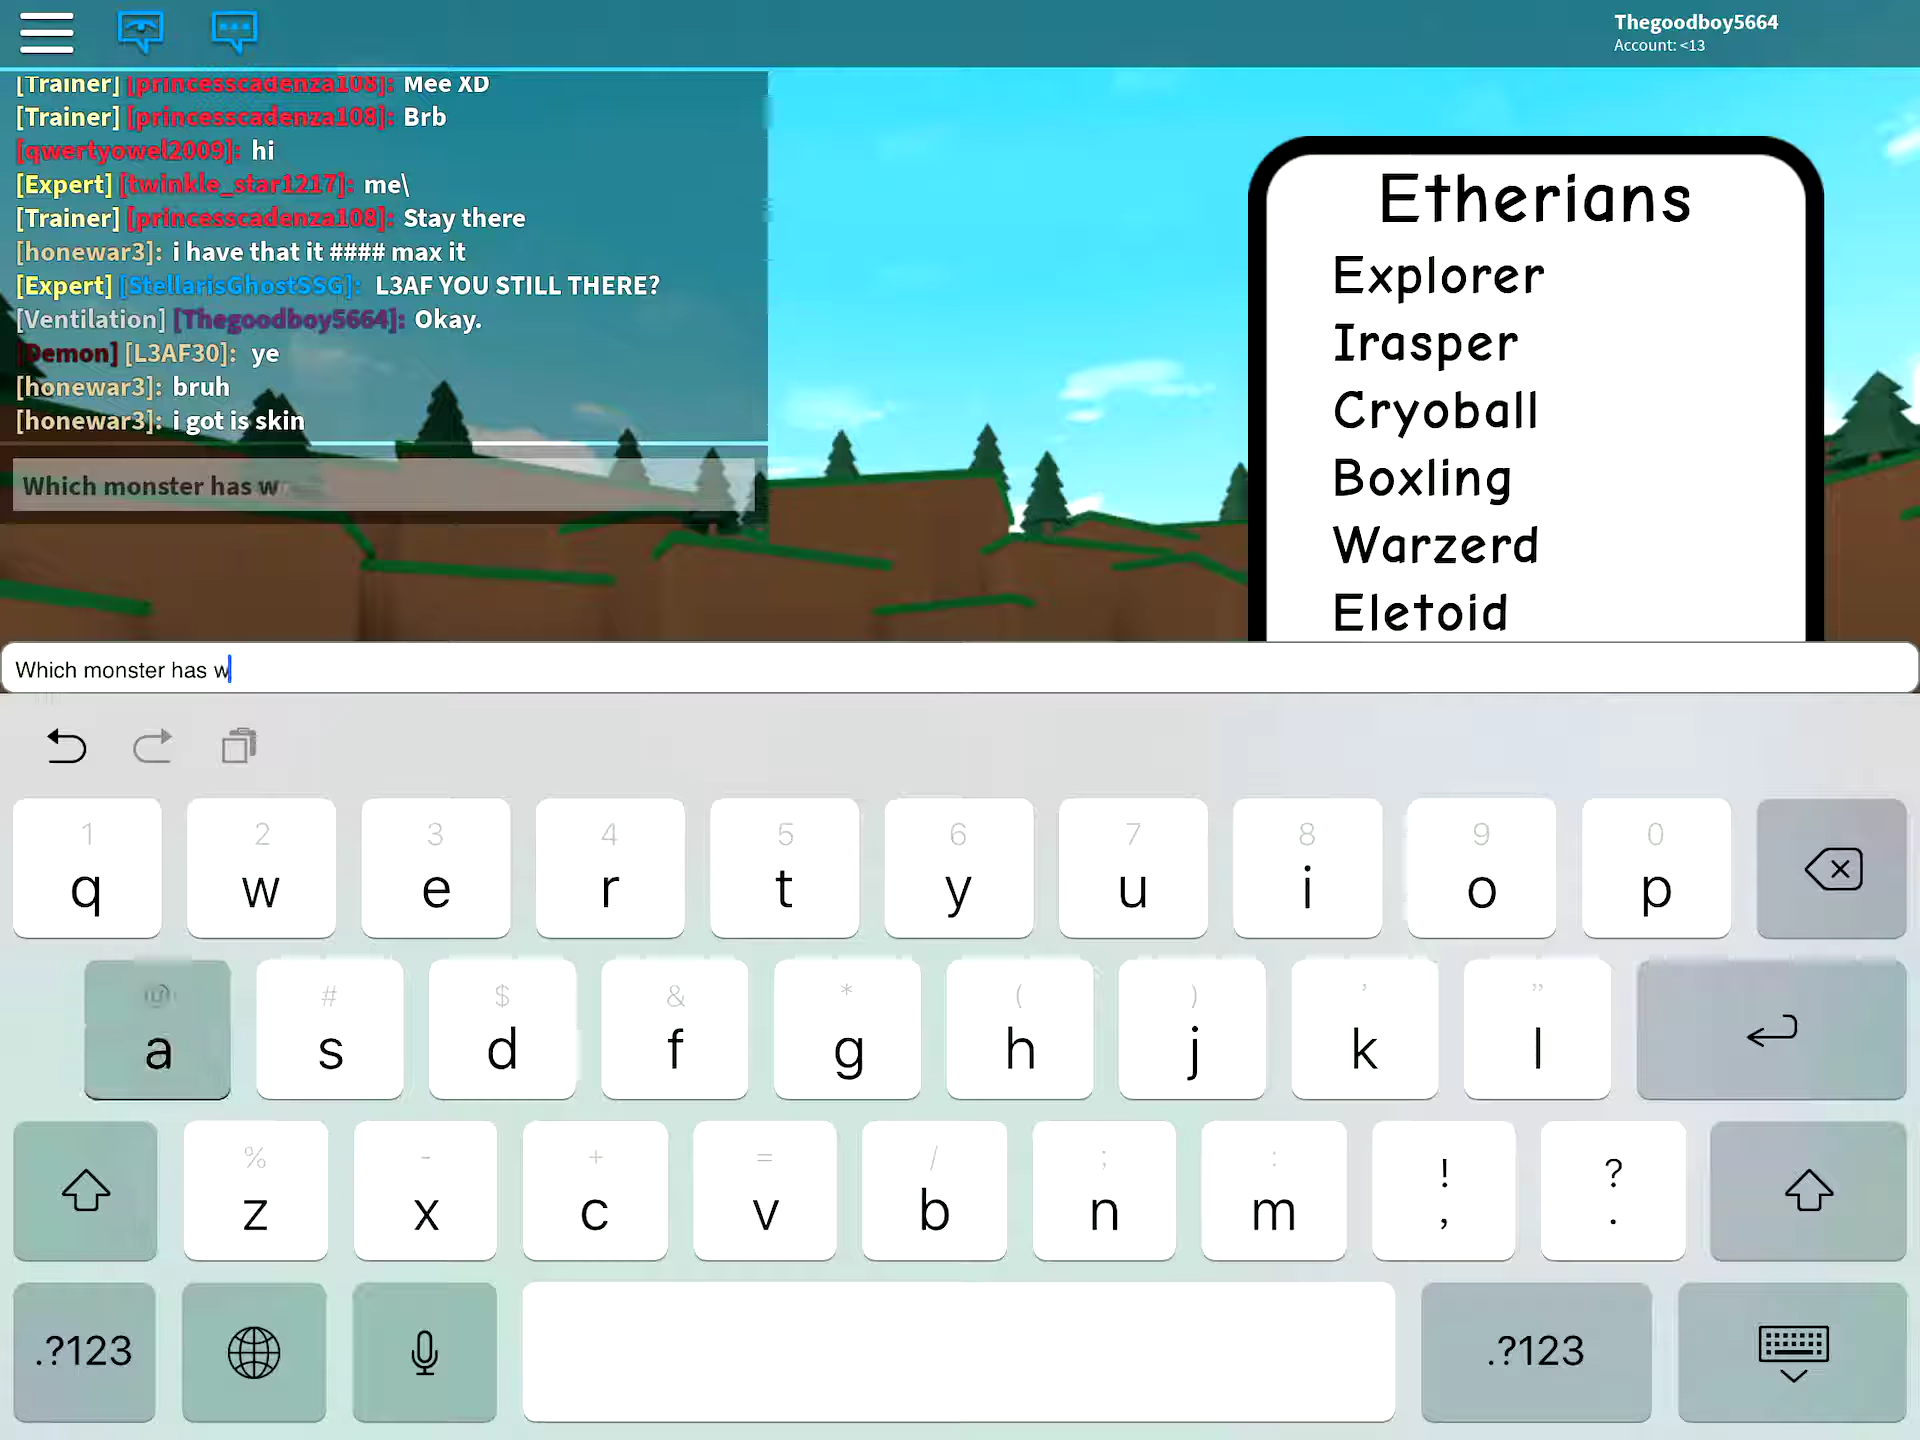 Thegoodboy5664
Account: <13
[Trainer] [princesscadenza108]: Mee XD
[Trainer] [princesscadenza108]: Brb
[qwertyowel2009]: hi
[Expert] [twinkle_star1217]: me\
[Trainer] [princesscadenza108]: Stay there
[honewar3]: i have that it #### max it
[Expert] [StellarisGhostSSG]: L3AF YOU STILL THERE?
[Ventilation] [Thegoodboy5664]: Okay.
[Demon] [L3AF30]: ye
[honewar3]: bruh
[honewar3]: i got is skin
Which monster has w
Etherians
Explorer
Irasper
Cryoball
Boxling
Warzerd
Eletoid
Which monster has w
1 2 3 4 5 6 7 8 9 0
q w e r t y u i o p
@ # $ & * ( ) ' "
a s d f g h j k l
% - + = / ; : ! ?
z x c v b n m , .
.?123 .?123